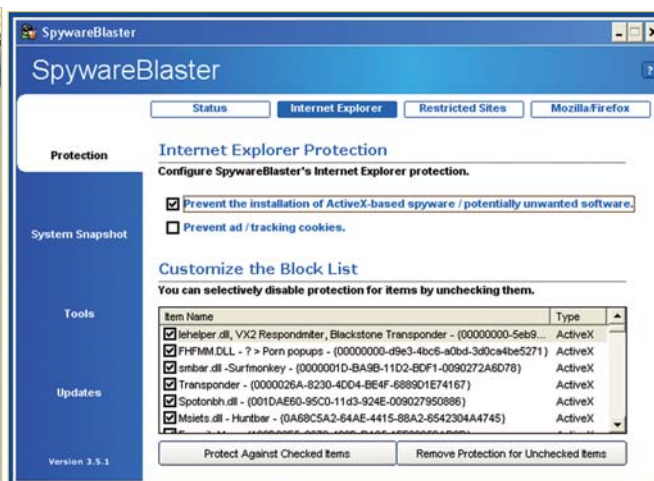 SpywareBlaster
SpywareBlaster
?
Status
Internet Explorer
Restricted Sites
Mozilla/Firefox
Protection
System Snapshot
Tools
Updates
Version 3.5.1
Internet Explorer Protection
Configure SpywareBlaster's Internet Explorer protection.
Prevent the installation of ActiveX-based spyware / potentially unwanted software.
Prevent ad / tracking cookies.
Customize the Block List
You can selectively disable protection for items by unchecking them.
Item Name Type
Iehelper.dll, VX2 Respondmiter, Blackstone Transponder - {00000000-5eb9... ActiveX
FHFMM.DLL - ? > Porn popups - {00000000-d9e3-4bc6-a0bd-3d0ca4be5271} ActiveX
smbar.dll -Surfmonkey - {0000001D-BA9B-11D2-BDF1-0090272A6D78} ActiveX
Transponder - {0000026A-8230-4DD4-BE4F-6889D1E74167} ActiveX
Spotonbh.dll - {001DAE60-95C0-11d3-924E-009027950886} ActiveX
Msiets.dll - Huntbar - {0A68C5A2-64AE-4415-88A2-6542304A4745} ActiveX
Protect Against Checked Items
Remove Protection for Unchecked Items